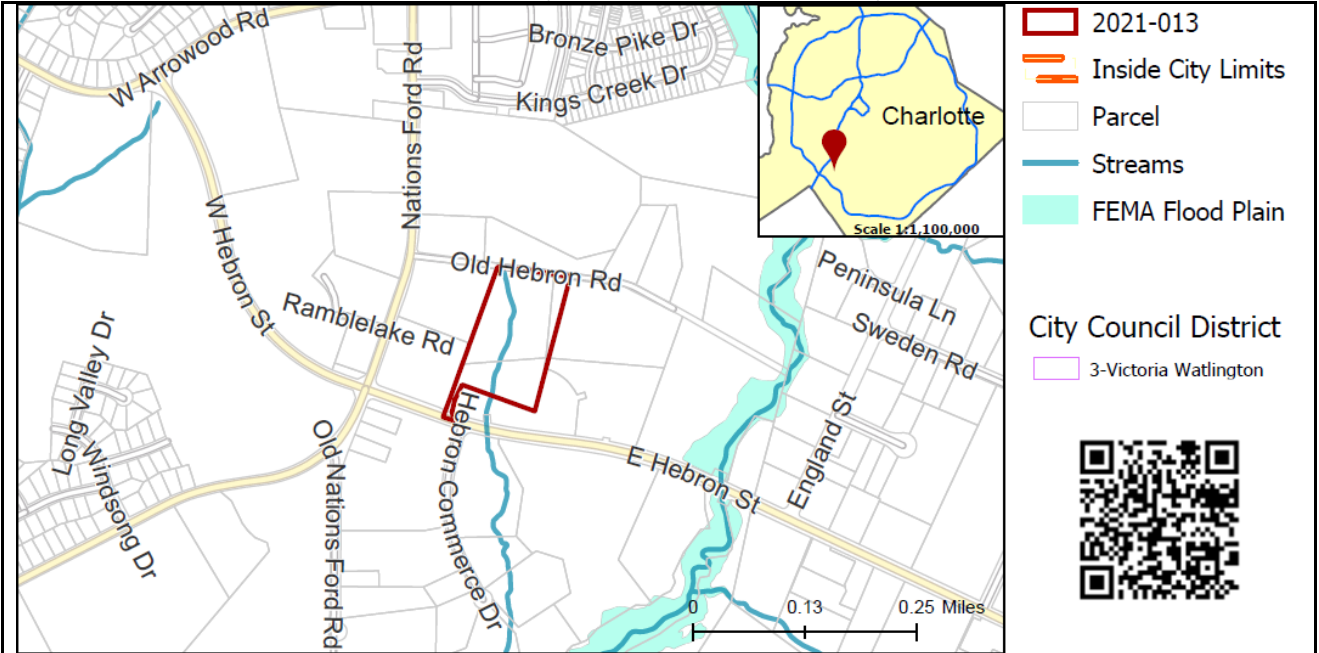 W Arrowood Rd
Nations Ford Rd
Bronze Pike Dr
Kings Creek Dr
Charlotte
Scale 1:1,100,000
W Hebron St
Old Hebron Rd
Ramblelake Rd
Peninsula Ln
Sweden Rd
Long Valley Dr
Windsong Dr
Old Nations Ford Rd
Hebron Commerce Dr
E Hebron St
England St
0 0.13 0.25 Miles
2021-013
Inside City Limits
Parcel
Streams
FEMA Flood Plain
City Council District
3-Victoria Watlington